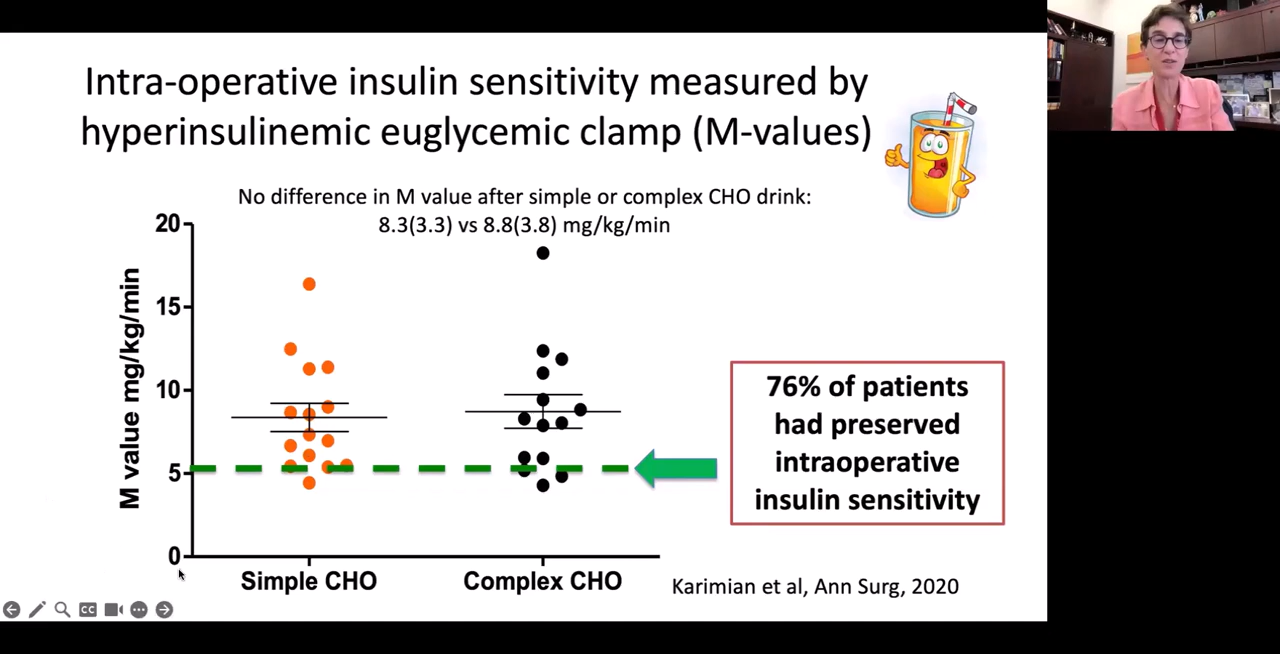 Intra-operative insulin sensitivity measured by
hyperinsulinemic euglycemic clamp (M-values)
No difference in M value after simple or complex CHO drink:
8.3(3.3) vs 8.8(3.8) mg/kg/min
M value mg/kg/min
20
15
10
5
0
Simple CHO
Complex CHO
76% of patients
had preserved
intraoperative
insulin sensitivity
Karimian et al, Ann Surg, 2020
CC